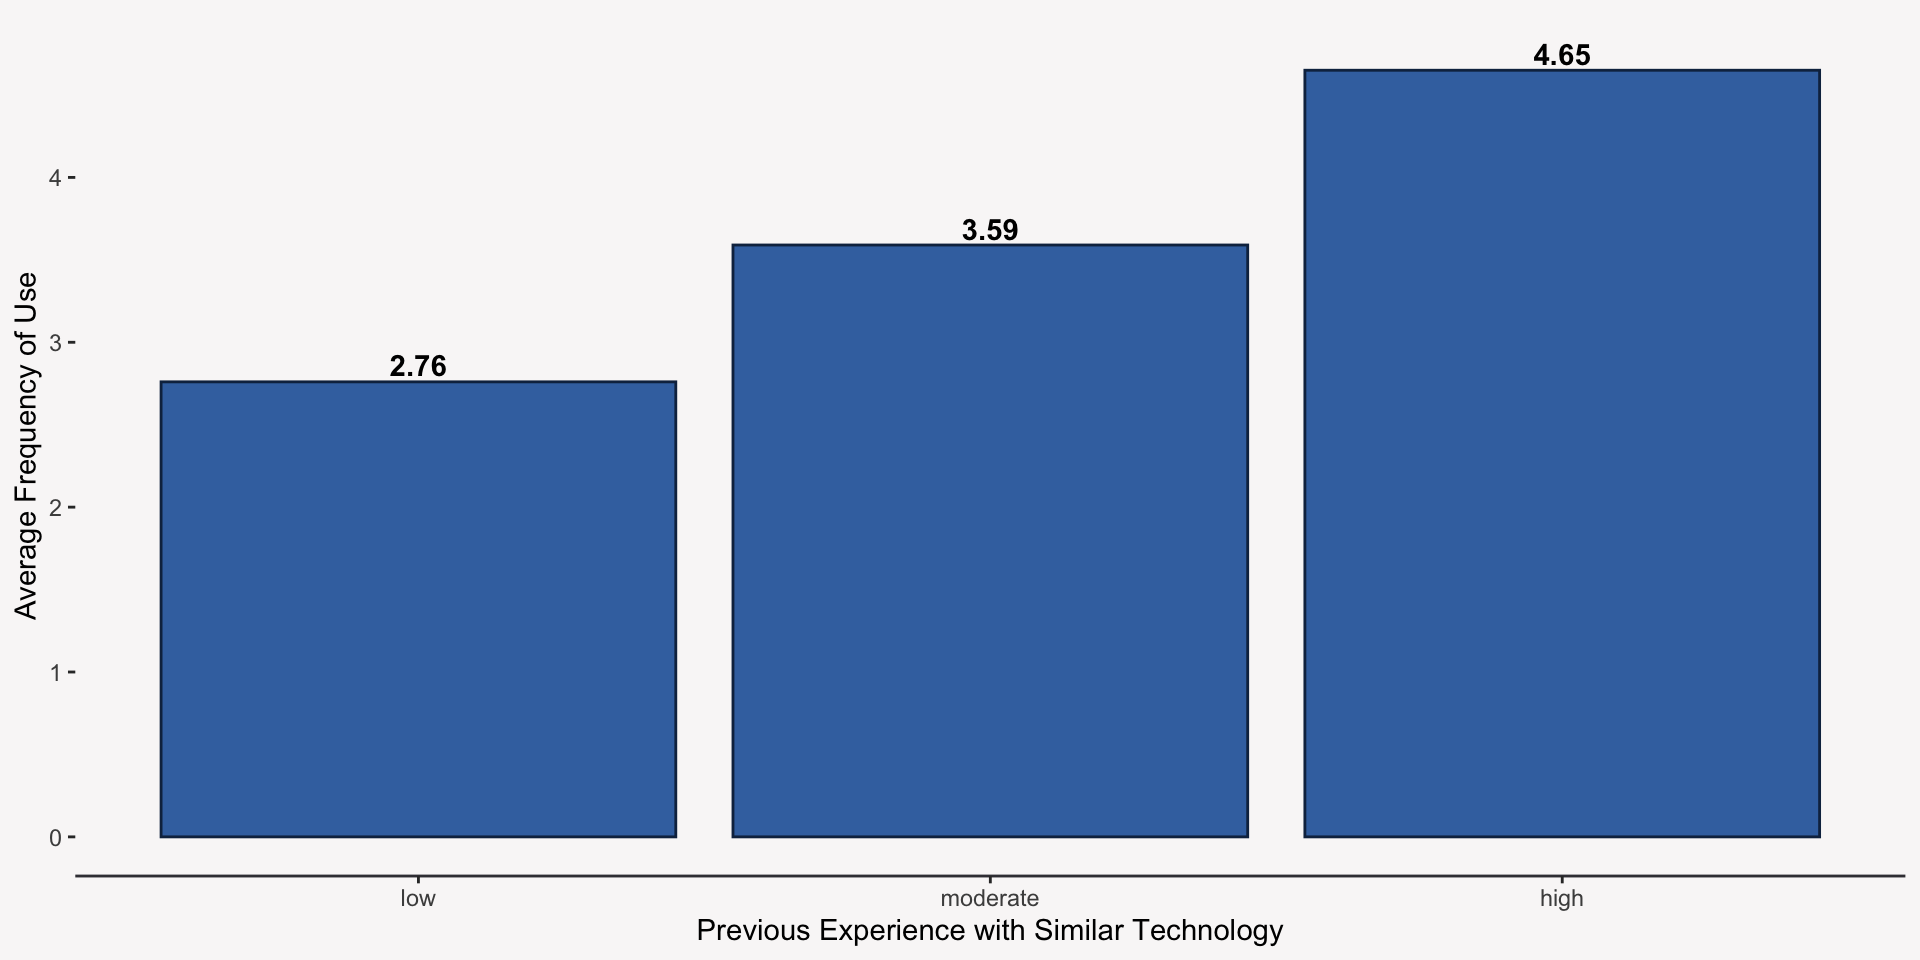 4.65
4
3.59
3
2.76
2
1
0
Average Frequency of Use
low
moderate
high
Previous Experience with Similar Technology